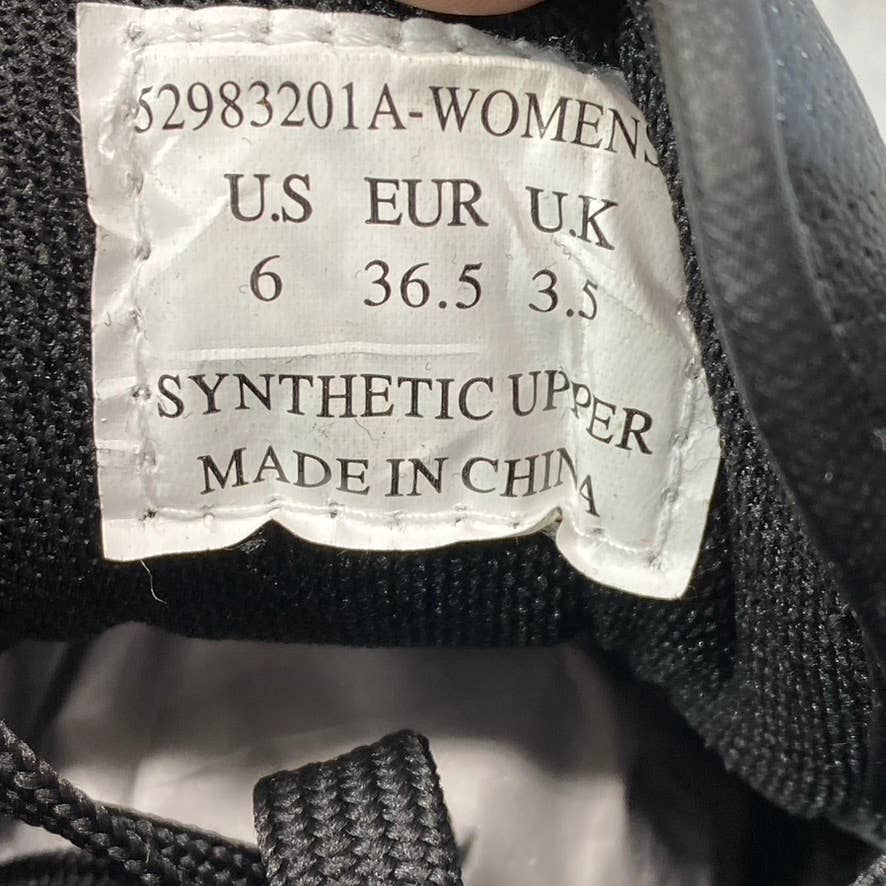 52983201A-WOMENS
U.S EUR U.K
6 36.5 3.5
SYNTHETIC UPPER
MADE IN CHINA